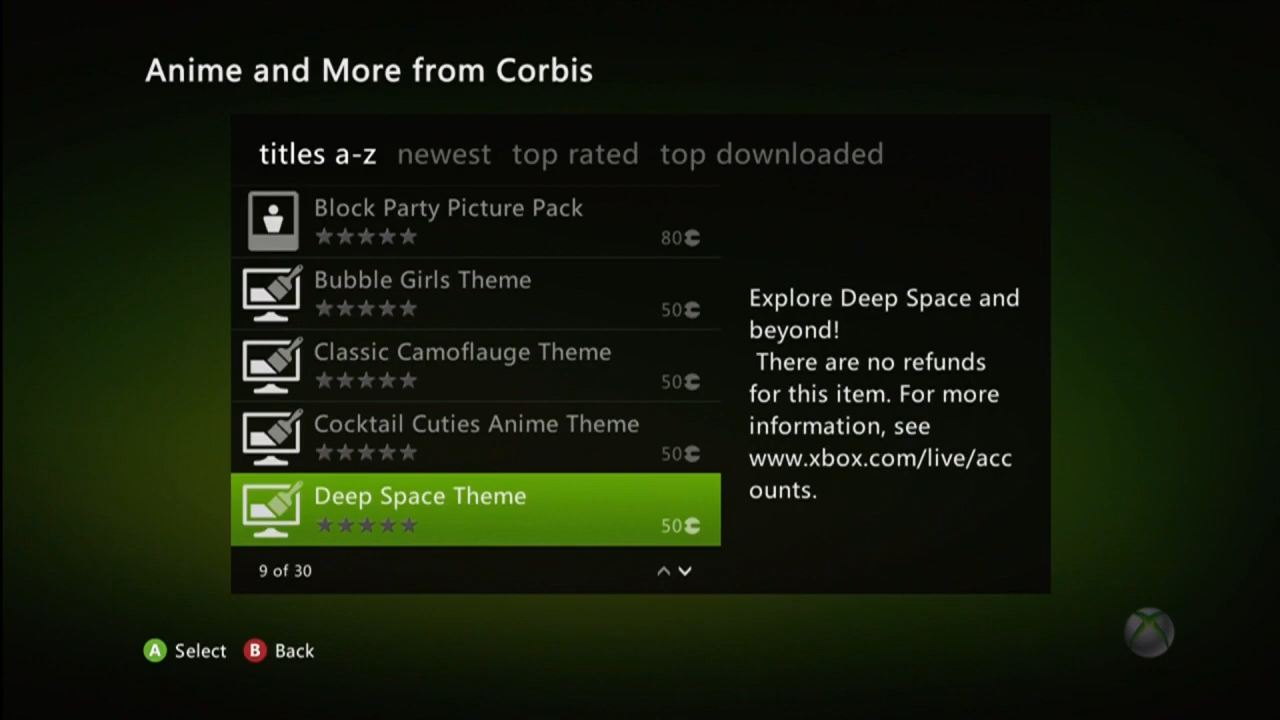 Anime and More from Corbis
titles a-z newest top rated top downloaded
Block Party Picture Pack
80
Bubble Girls Theme
50
Classic Camoflauge Theme
50
Cocktail Cuties Anime Theme
50
Deep Space Theme
50
9 of 30
Explore Deep Space and
beyond!
There are no refunds
for this item. For more
information, see
www.xbox.com/live/acc
ounts.
A Select B Back